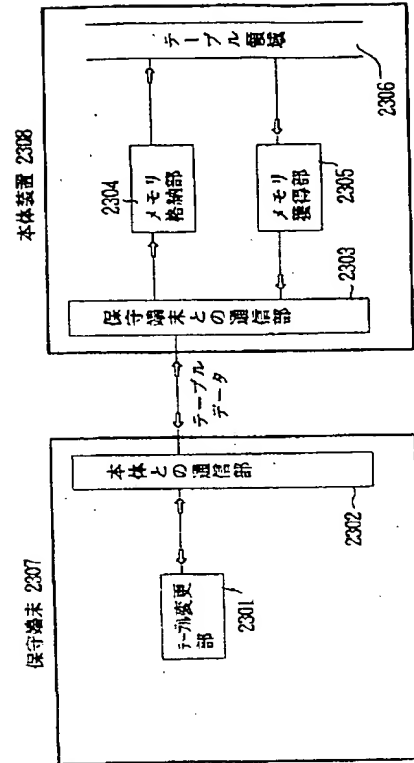 保守端末 2307
テーブル変更
部
2301
本体との通信部
2302
テーブル
データ
本体装置 2308
保守端末との通信部
2303
2304
メモリ
格納部
メモリ
獲得部
2305
テーブル領域
2306